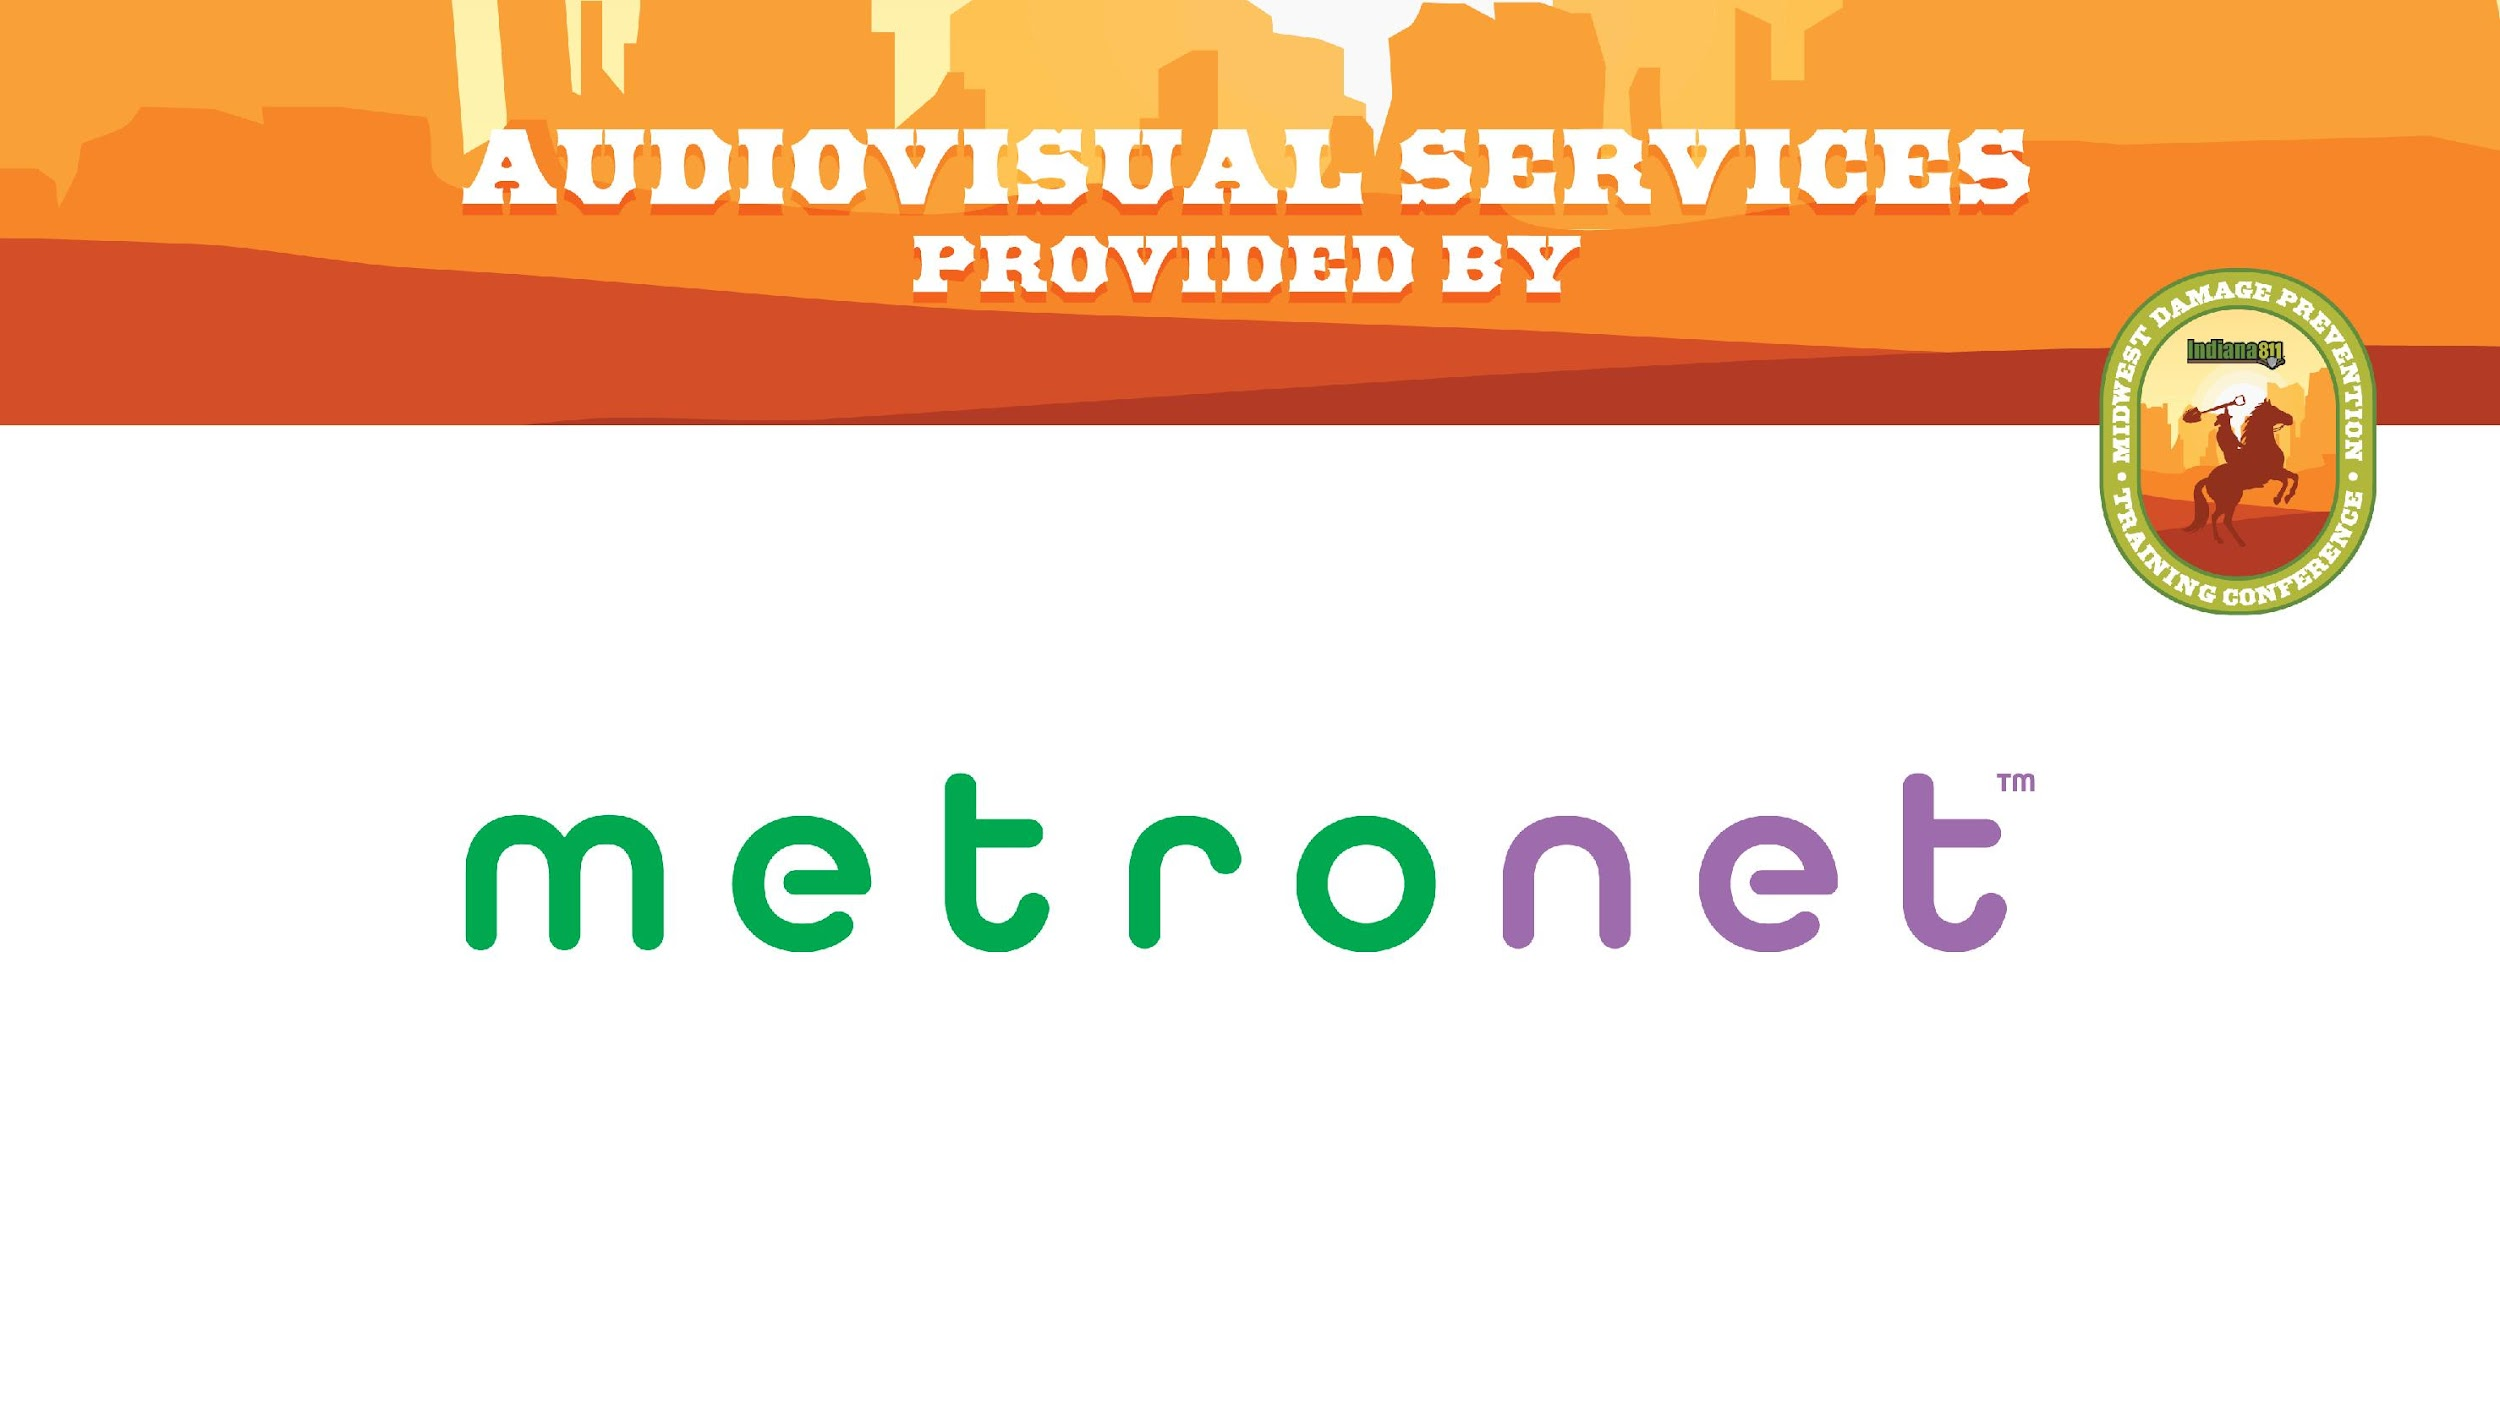 AUDIOVISUAL SERVICES
PROVIDED BY
Indiana811
MIDWEST DAMAGE PREVENTION • TRAINING CONFERENCE •
metronet™